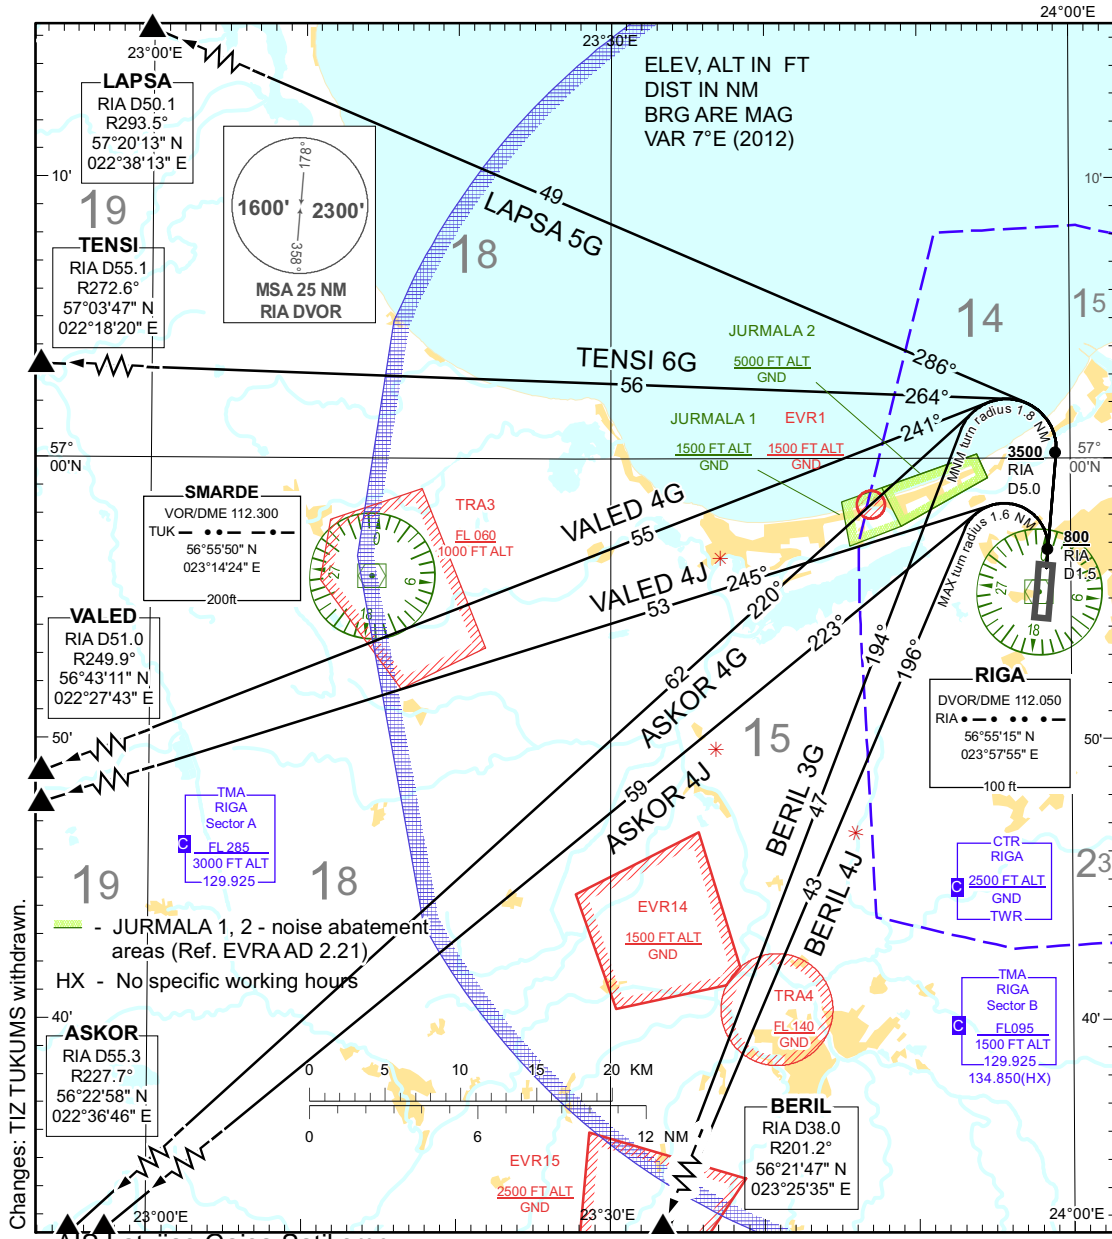 24°00'E
23°00'E
23°30'E
ELEV, ALT IN FT
DIST IN NM
BRG ARE MAG
VAR 7°E (2012)
LAPSA
RIA D50.1
R293.5°
57°20'13" N
022°38'13" E
178°
1600' 2300'
358°
MSA 25 NM
RIA DVOR
10'
10'
19
18
14
15
49
LAPSA 5G
286°
TENSI
RIA D55.1
R272.6°
57°03'47" N
022°18'20" E
TENSI 6G
56
264°
JURMALA 2
5000 FT ALT
GND
JURMALA 1
1500 FT ALT
GND
EVR1
1500 FT ALT
GND
241°
MNM turn radius 1.8 NM
3500
RIA
D5.0
57°
00'N
57°
00'N
SMARDE
VOR/DME 112.300
TUK
56°55'50" N
023°14'24" E
200ft
TRA3
FL 060
1000 FT ALT
0
6
18
27
VALED 4G
55
VALED 4J
53
245°
220°
223°
194°
196°
MAX turn radius 1.6 NM
800
RIA
D1.5
27
6
18
VALED
RIA D51.0
R249.9°
56°43'11" N
022°27'43" E
62
ASKOR 4G
59
ASKOR 4J
15
RIGA
DVOR/DME 112.050
RIA
56°55'15" N
023°57'55" E
100 ft
50'
50'
BERIL 3G
47
43
BERIL 4J
TMA
RIGA
Sector A
C
FL 285
3000 FT ALT
129.925
CTR
RIGA
C
2500 FT ALT
GND
TWR
19
18
23
EVR14
1500 FT ALT
GND
- JURMALA 1, 2 - noise abatement
areas (Ref. EVRA AD 2.21)
HX - No specific working hours
TRA4
FL 140
GND
TMA
RIGA
Sector B
C
FL095
1500 FT ALT
129.925
134.850(HX)
40'
40'
ASKOR
RIA D55.3
R227.7°
56°22'58" N
022°36'46" E
0 5 10 15 20 KM
0 6 12 NM
BERIL
RIA D38.0
R201.2°
56°21'47" N
023°25'35" E
EVR15
2500 FT ALT
GND
23°00'E
23°30'E
24°00'E
Changes: TIZ TUKUMS withdrawn.